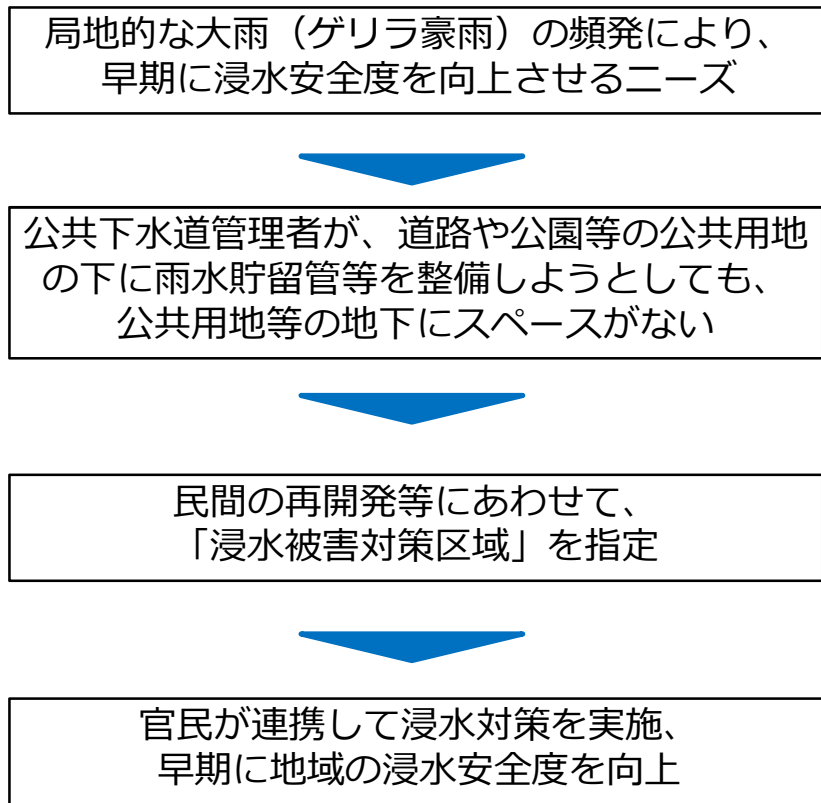 局地的な大雨（ゲリラ豪雨）の頻発により、
早期に浸水安全度を向上させるニーズ
公共下水道管理者が、道路や公園等の公共用地
の下に雨水貯留管等を整備しようとしても、
公共用地等の地下にスペースがない
民間の再開発等にあわせて、
「浸水被害対策区域」を指定
官民が連携して浸水対策を実施、
早期に地域の浸水安全度を向上